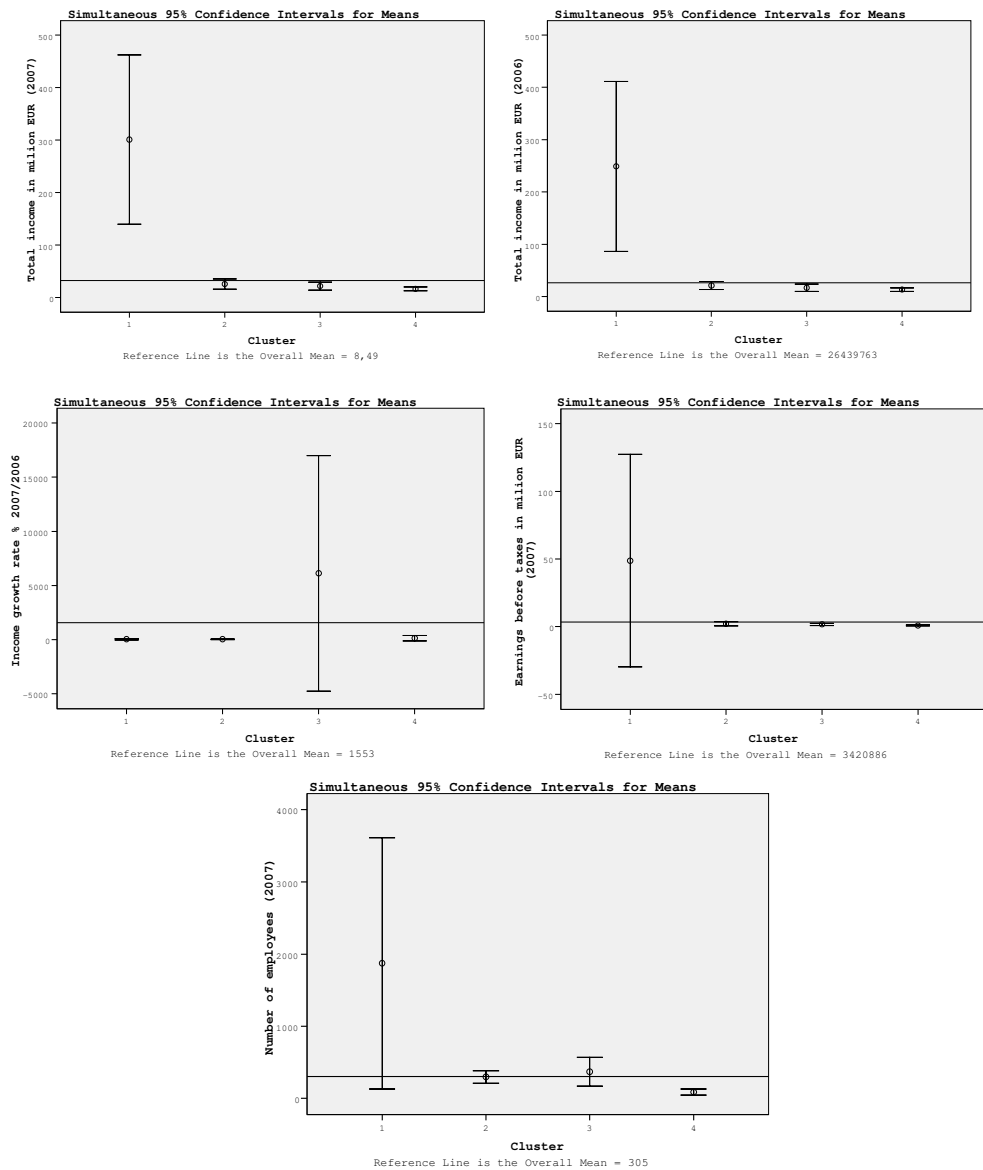 Simultaneous 95% Confidence Intervals for Means
Total income in milion EUR (2007)
500
400
300
200
100
0
1 2 3 4
Cluster
Reference Line is the Overall Mean = 8,49
Simultaneous 95% Confidence Intervals for Means
Total income in milion EUR (2006)
500
400
300
200
100
0
1 2 3 4
Cluster
Reference Line is the Overall Mean = 26439763
Simultaneous 95% Confidence Intervals for Means
Income growth rate % 2007/2006
20000
15000
10000
5000
0
−5000
1 2 3 4
Cluster
Reference Line is the Overall Mean = 1553
Simultaneous 95% Confidence Intervals for Means
Earnings before taxes in milion EUR
(2007)
150
100
50
0
−50
1 2 3 4
Cluster
Reference Line is the Overall Mean = 3420886
Simultaneous 95% Confidence Intervals for Means
Number of employees (2007)
4000
3000
2000
1000
0
1 2 3 4
Cluster
Reference Line is the Overall Mean = 305